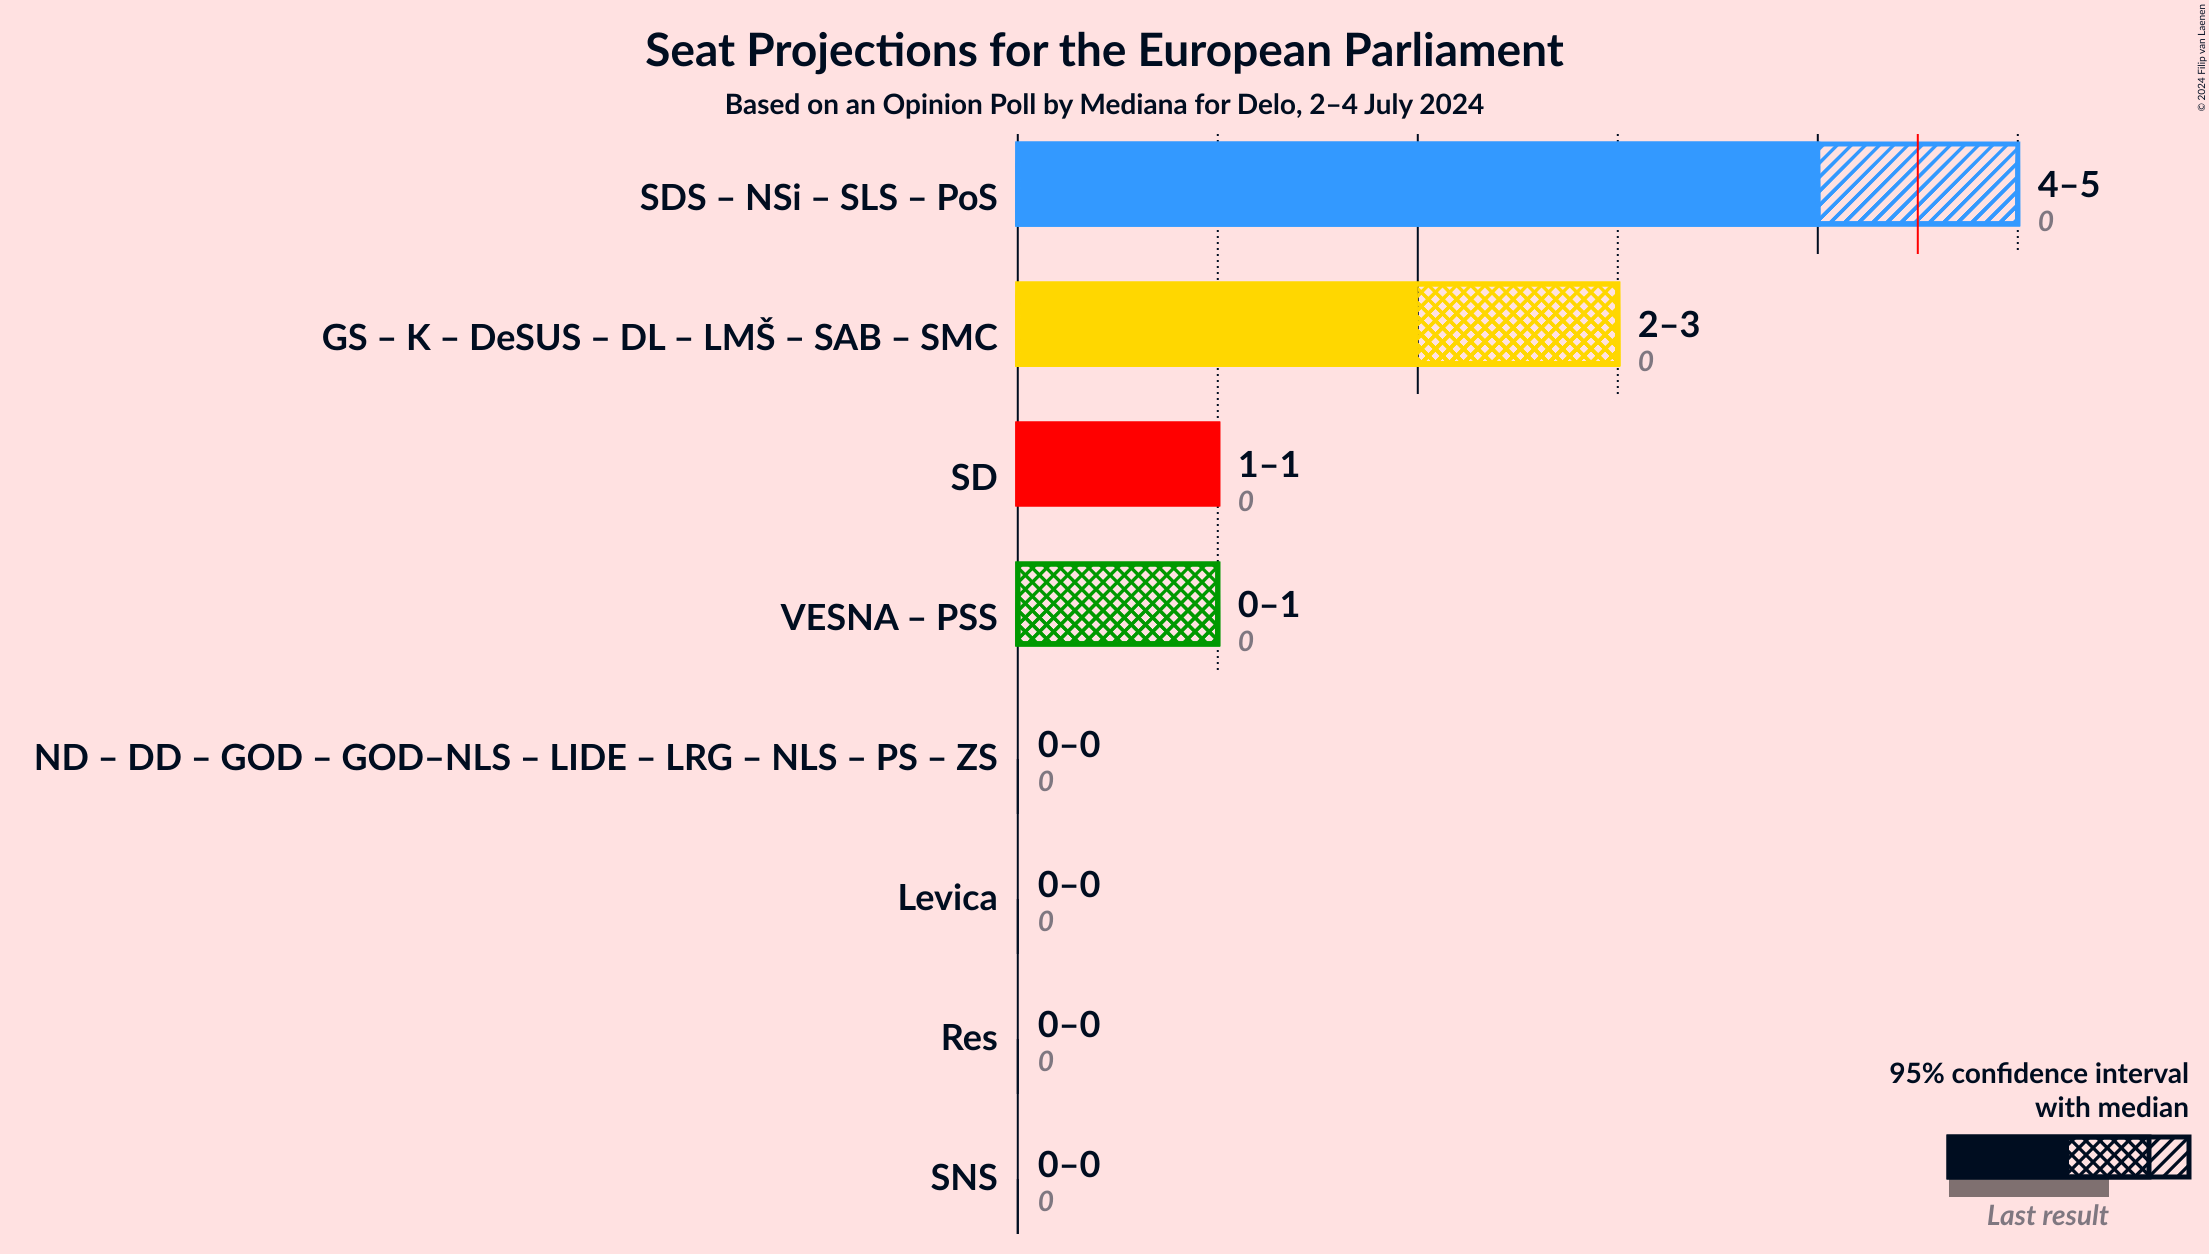 Seat Projections for the European Parliament
Based on an Opinion Poll by Mediana for Delo, 2–4 July 2024
© 2024 Filip van Laenen
SDS – NSi – SLS – PoS
4–5
0
GS – K – DeSUS – DL – LMŠ – SAB – SMC
2–3
0
SD
1–1
0
VESNA – PSS
0–1
0
ND – DD – GOD – GOD–NLS – LIDE – LRG – NLS – PS – ZS
0–0
0
Levica
0–0
0
Res
0–0
0
SNS
0–0
0
95% confidence interval
with median
Last result